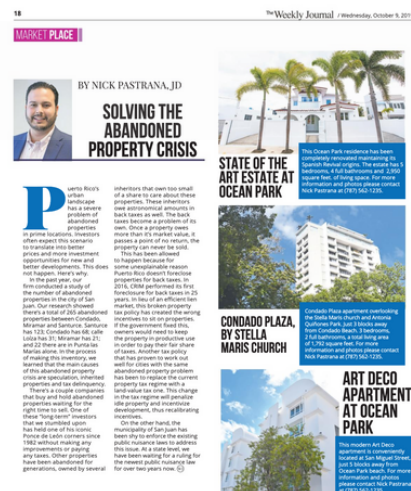 18
The Weekly Journal / Wednesday, October 9, 201
MARKET PLACE
BY NICK PASTRANA, JD
SOLVING THE
ABANDONED
PROPERTY CRISIS
Puerto Rico's
urban
landscape
has a severe
problem of
abandoned
properties
in prime locations. Investors
often expect this scenario
to translate into better
prices and more investment
opportunities for new and
better developments. This does
not happen. Here's why.
In the past year, our
firm conducted a study of
the number of abandoned
properties in the city of San
Juan. Our research showed
there's a total of 265 abandoned
properties between Condado,
Miramar and Santurce. Santurce
has 123; Condado has 68; calle
Loíza has 31; Miramar has 21;
and 22 there are in Punta las
Marías alone. In the process
of making this inventory, we
learned that the main causes
of this abandoned property
crisis are speculation, inherited
properties and tax delinquency.
There's a couple companies
that buy and hold abandoned
properties waiting for the
right time to sell. One of
these "long-term" investors
that we stumbled upon
has held one of his iconic
Ponce de León corners since
1982 without making any
improvements or paying
any taxes. Other properties
have been abandoned for
generations, owned by several
inheritors that own too small
of a share to care about these
properties. These inheritors
owe astronomical amounts in
back taxes as well. The back
taxes become a problem of its
own. Once a property owes
more than it's market value, it
passes a point of no return, the
property can never be sold.
This has been allowed
to happen because for
some unexplainable reason
Puerto Rico doesn't foreclose
properties for back taxes. In
2016, CRIM performed its first
foreclosure for back taxes in 25
years. In lieu of an efficient lien
market, this broken property
tax policy has created the wrong
incentives to sit on properties.
If the government fixed this,
owners would need to keep
the property in productive use
in order to pay their fair share
of taxes. Another tax policy
that has proven to work out
well for cities with the same
abandoned property problem
has been to replace the current
property tax regime with a
land-value tax one. This change
in the tax regime will penalize
idle property and incentivize
development, thus recalibrating
incentives.
On the other hand, the
municipality of San Juan has
been shy to enforce the existing
public nuisance laws to address
this issue. At a state level, we
have been waiting for a ruling for
the newest public nuisance law
for over two years now.
STATE OF THE
ART ESTATE AT
OCEAN PARK
This Ocean Park residence has been
completely renovated maintaining its
Spanish Revival origins. The estate has 5
bedrooms, 4 full bathrooms and 2,950
square feet. of living space. For more
information and photos please contact
Nick Pastrana at (787) 562-1235.
CONDADO PLAZA,
BY STELLA
MARIS CHURCH
Condado Plaza apartment overlooking
the Stella Maris church and Antonia
Quiñones Park. Just 3 blocks away
from Condado Beach. 3 bedrooms,
2 full bathrooms, a total living area
of 1,792 square feet. For more
information and photos please contact
Nick Pastrana at (787) 562-1235.
ART DECO
APARTMENT
AT OCEAN
PARK
This modern Art Deco
apartment is conveniently
located at San Miguel Street,
just 5 blocks away from
Ocean Park beach. For more
information and photos
please contact Nick Pastrana
at (787) 562-1235